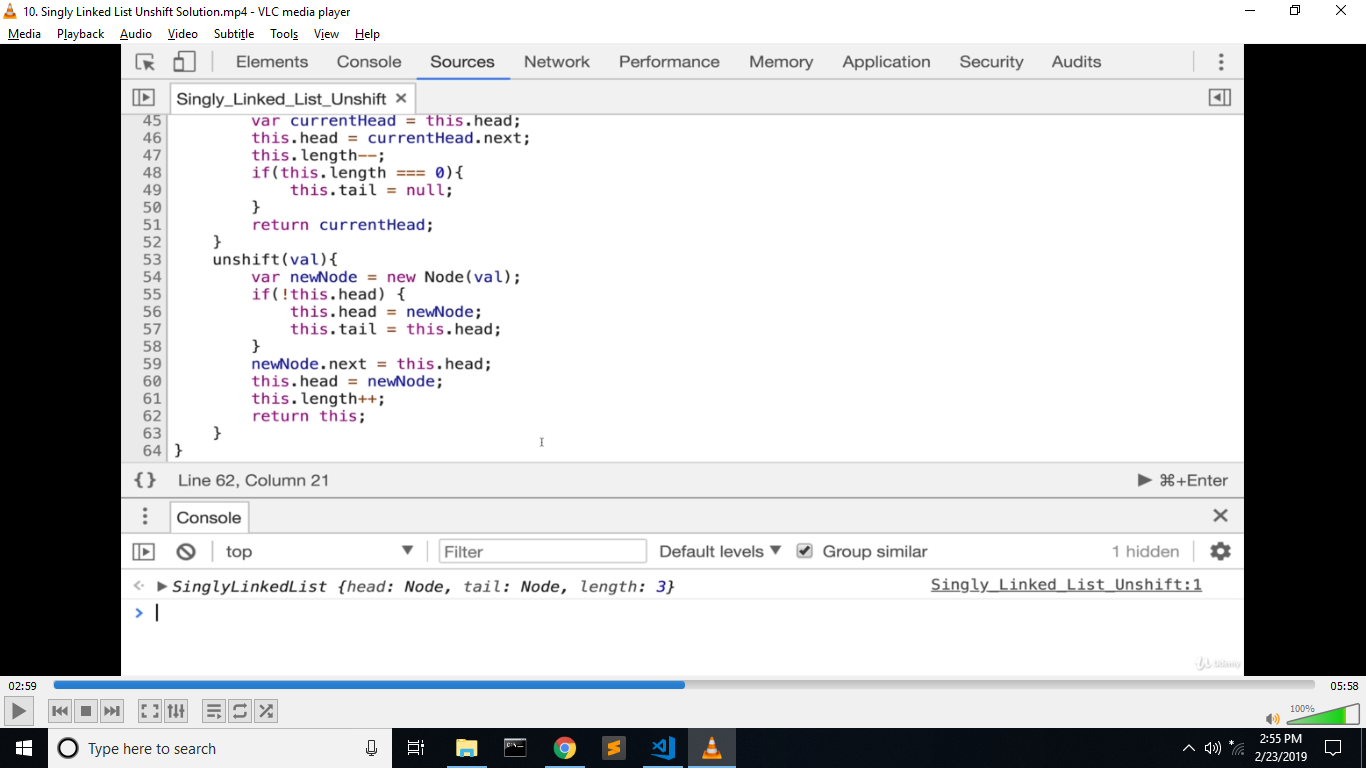 10. Singly Linked List Unshift Solution.mp4 - VLC media player
Media Playback Audio Video Subtitle Tools View Help
Elements Console Sources Network Performance Memory Application Security Audits
Singly_Linked_List_Unshift ×
45 var currentHead = this.head;
46 this.head = currentHead.next;
47 this.length--;
48 if(this.length === 0){
49 this.tail = null;
50 }
51 return currentHead;
52 }
53 unshift(val){
54 var newNode = new Node(val);
55 if(!this.head) {
56 this.head = newNode;
57 this.tail = this.head;
58 }
59 newNode.next = this.head;
60 this.head = newNode;
61 this.length++;
62 return this;
63 }
64 }
{} Line 62, Column 21 ⌘+Enter
Console
top Filter Default levels Group similar 1 hidden
SinglyLinkedList {head: Node, tail: Node, length: 3} Singly_Linked_List_Unshift:1
>
Udemy
02:59 05:58
100%
Type here to search
2:55 PM
2/23/2019